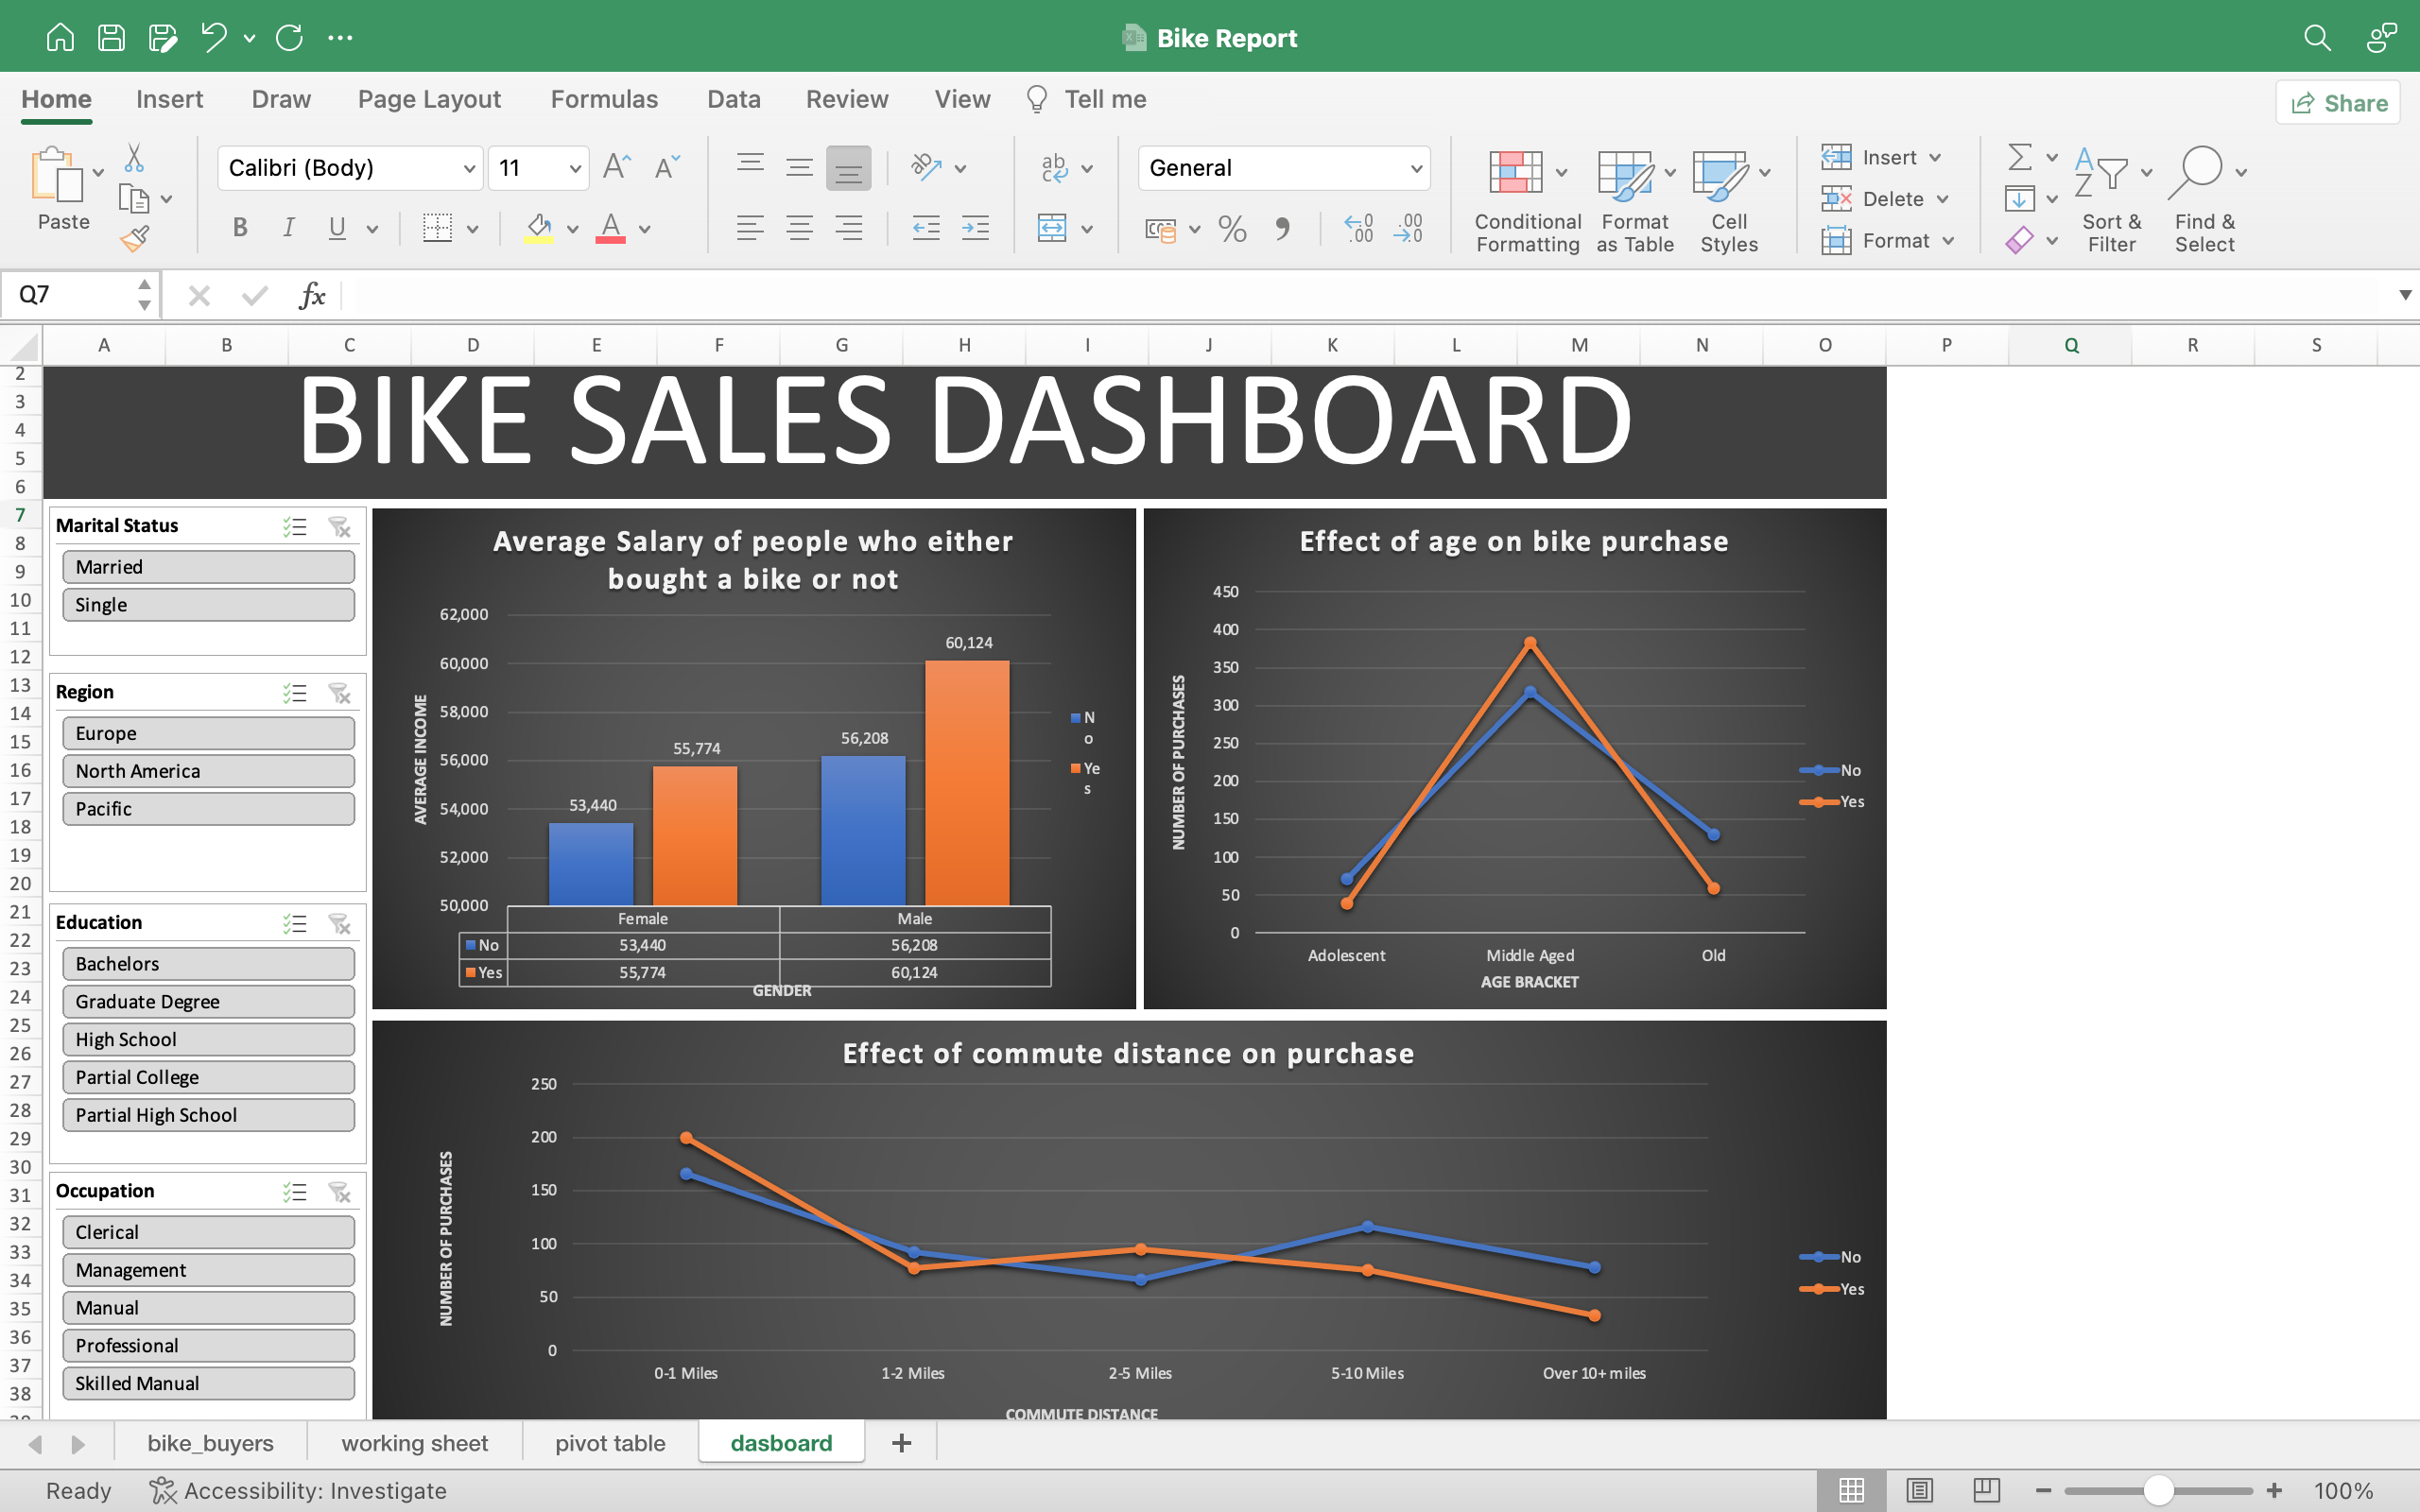 Bike Report
Home Insert Draw Page Layout Formulas Data Review View Tell me Share
Paste
Calibri (Body) 11
General
Conditional Formatting
Format as Table
Cell Styles
Insert
Delete
Format
Sort & Filter
Find & Select
Q7 fx
A B C D E F G H I J K L M N O P Q R S
2
3
4
5
6
7
8
9
10
11
12
13
14
15
16
17
18
19
20
21
22
23
24
25
26
27
28
29
30
31
32
33
34
35
36
37
38
BIKE SALES DASHBOARD
Marital Status
Married
Single
Region
Europe
North America
Pacific
Education
Bachelors
Graduate Degree
High School
Partial College
Partial High School
Occupation
Clerical
Management
Manual
Professional
Skilled Manual
Average Salary of people who either
bought a bike or not
AVERAGE INCOME
62,000
60,000
58,000
56,000
54,000
52,000
50,000
53,440
55,774
56,208
60,124
N
o
Ye
s
Female Male
No 53,440 56,208
Yes 55,774 60,124
GENDER
Effect of age on bike purchase
NUMBER OF PURCHASES
450
400
350
300
250
200
150
100
50
0
Adolescent Middle Aged Old
AGE BRACKET
No
Yes
Effect of commute distance on purchase
NUMBER OF PURCHASES
250
200
150
100
50
0
0-1 Miles 1-2 Miles 2-5 Miles 5-10 Miles Over 10+ miles
COMMUTE DISTANCE
No
Yes
bike_buyers working sheet pivot table dasboard +
Ready Accessibility: Investigate 100%